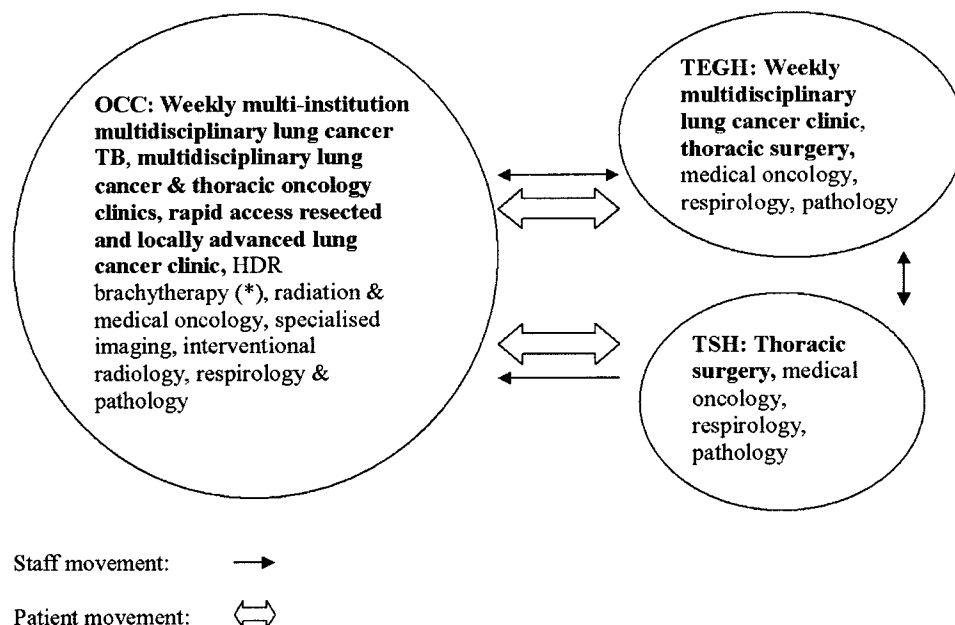 OCC: Weekly multi-institution
multidisciplinary lung cancer
TB, multidisciplinary lung
cancer & thoracic oncology
clinics, rapid access resected
and locally advanced lung
cancer clinic, HDR
brachytherapy (*), radiation &
medical oncology, specialised
imaging, interventional
radiology, respirology &
pathology
TEGH: Weekly
multidisciplinary
lung cancer clinic,
thoracic surgery,
medical oncology,
respirology, pathology
TSH: Thoracic
surgery, medical
oncology,
respirology,
pathology
Staff movement:
Patient movement: